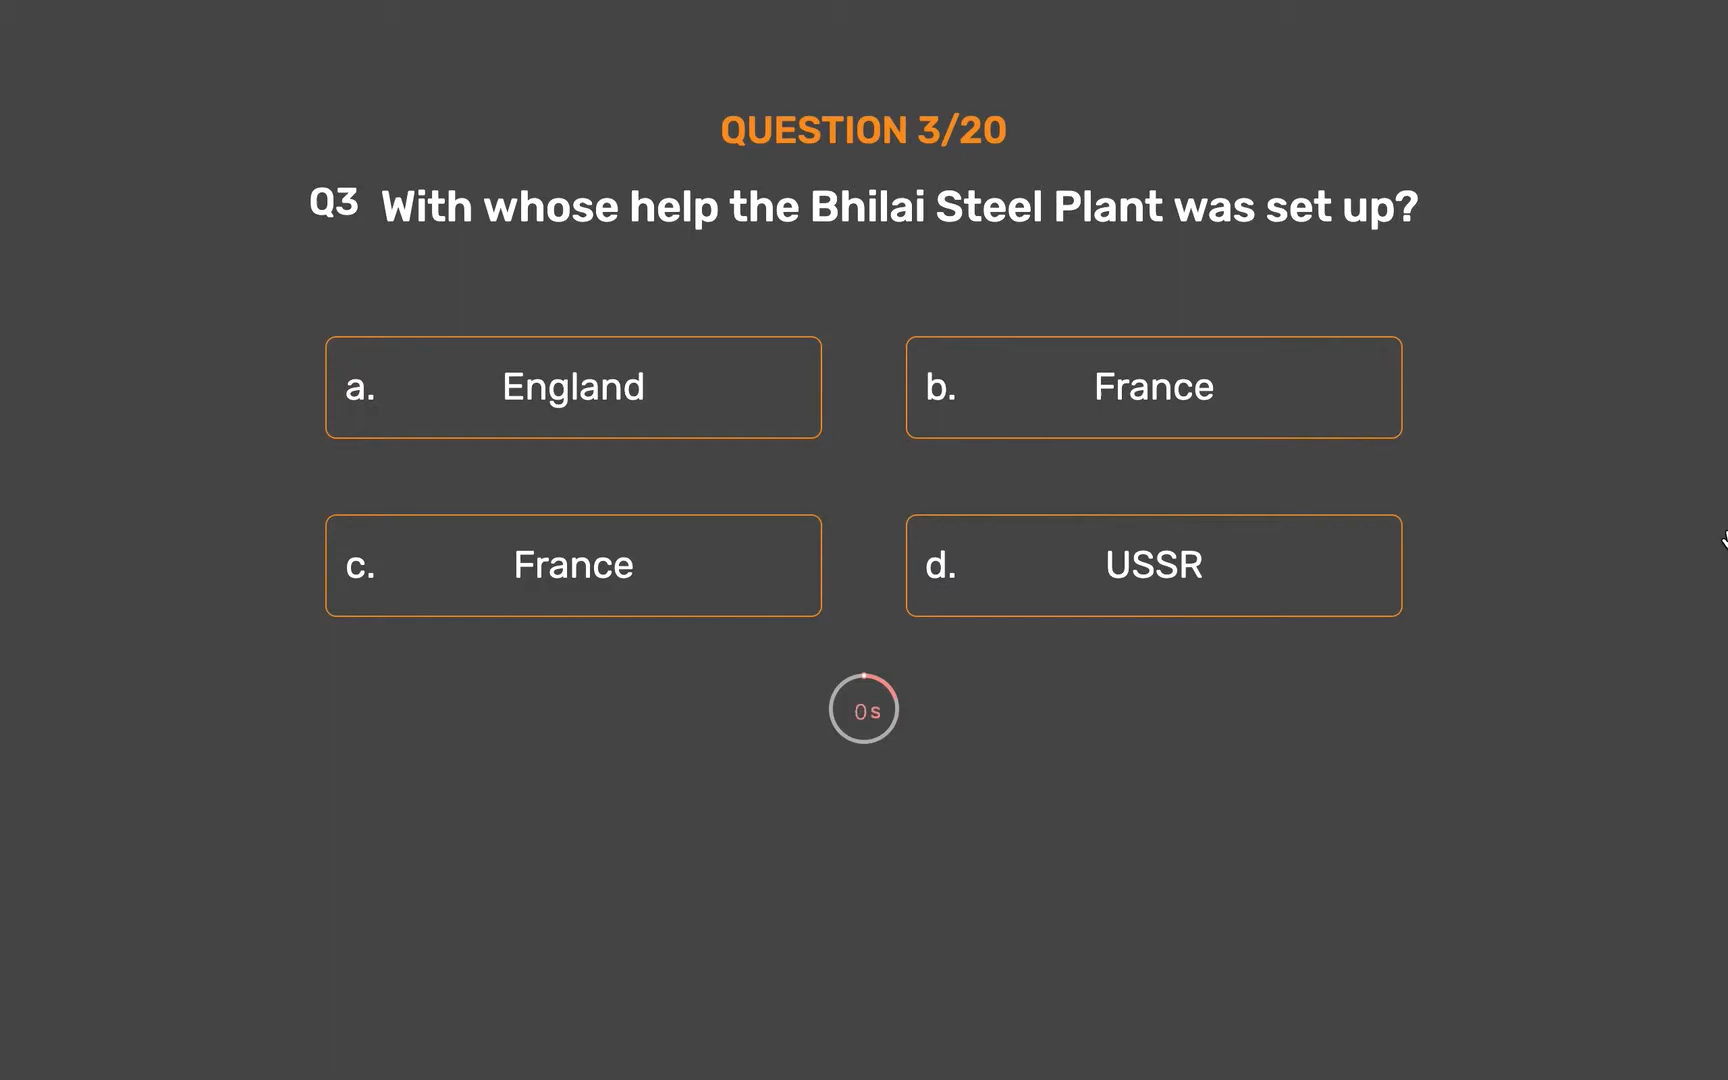 QUESTION 3/20
Q3 With whose help the Bhilai Steel Plant was set up?
a. England
b. France
c. France
d. USSR
0s